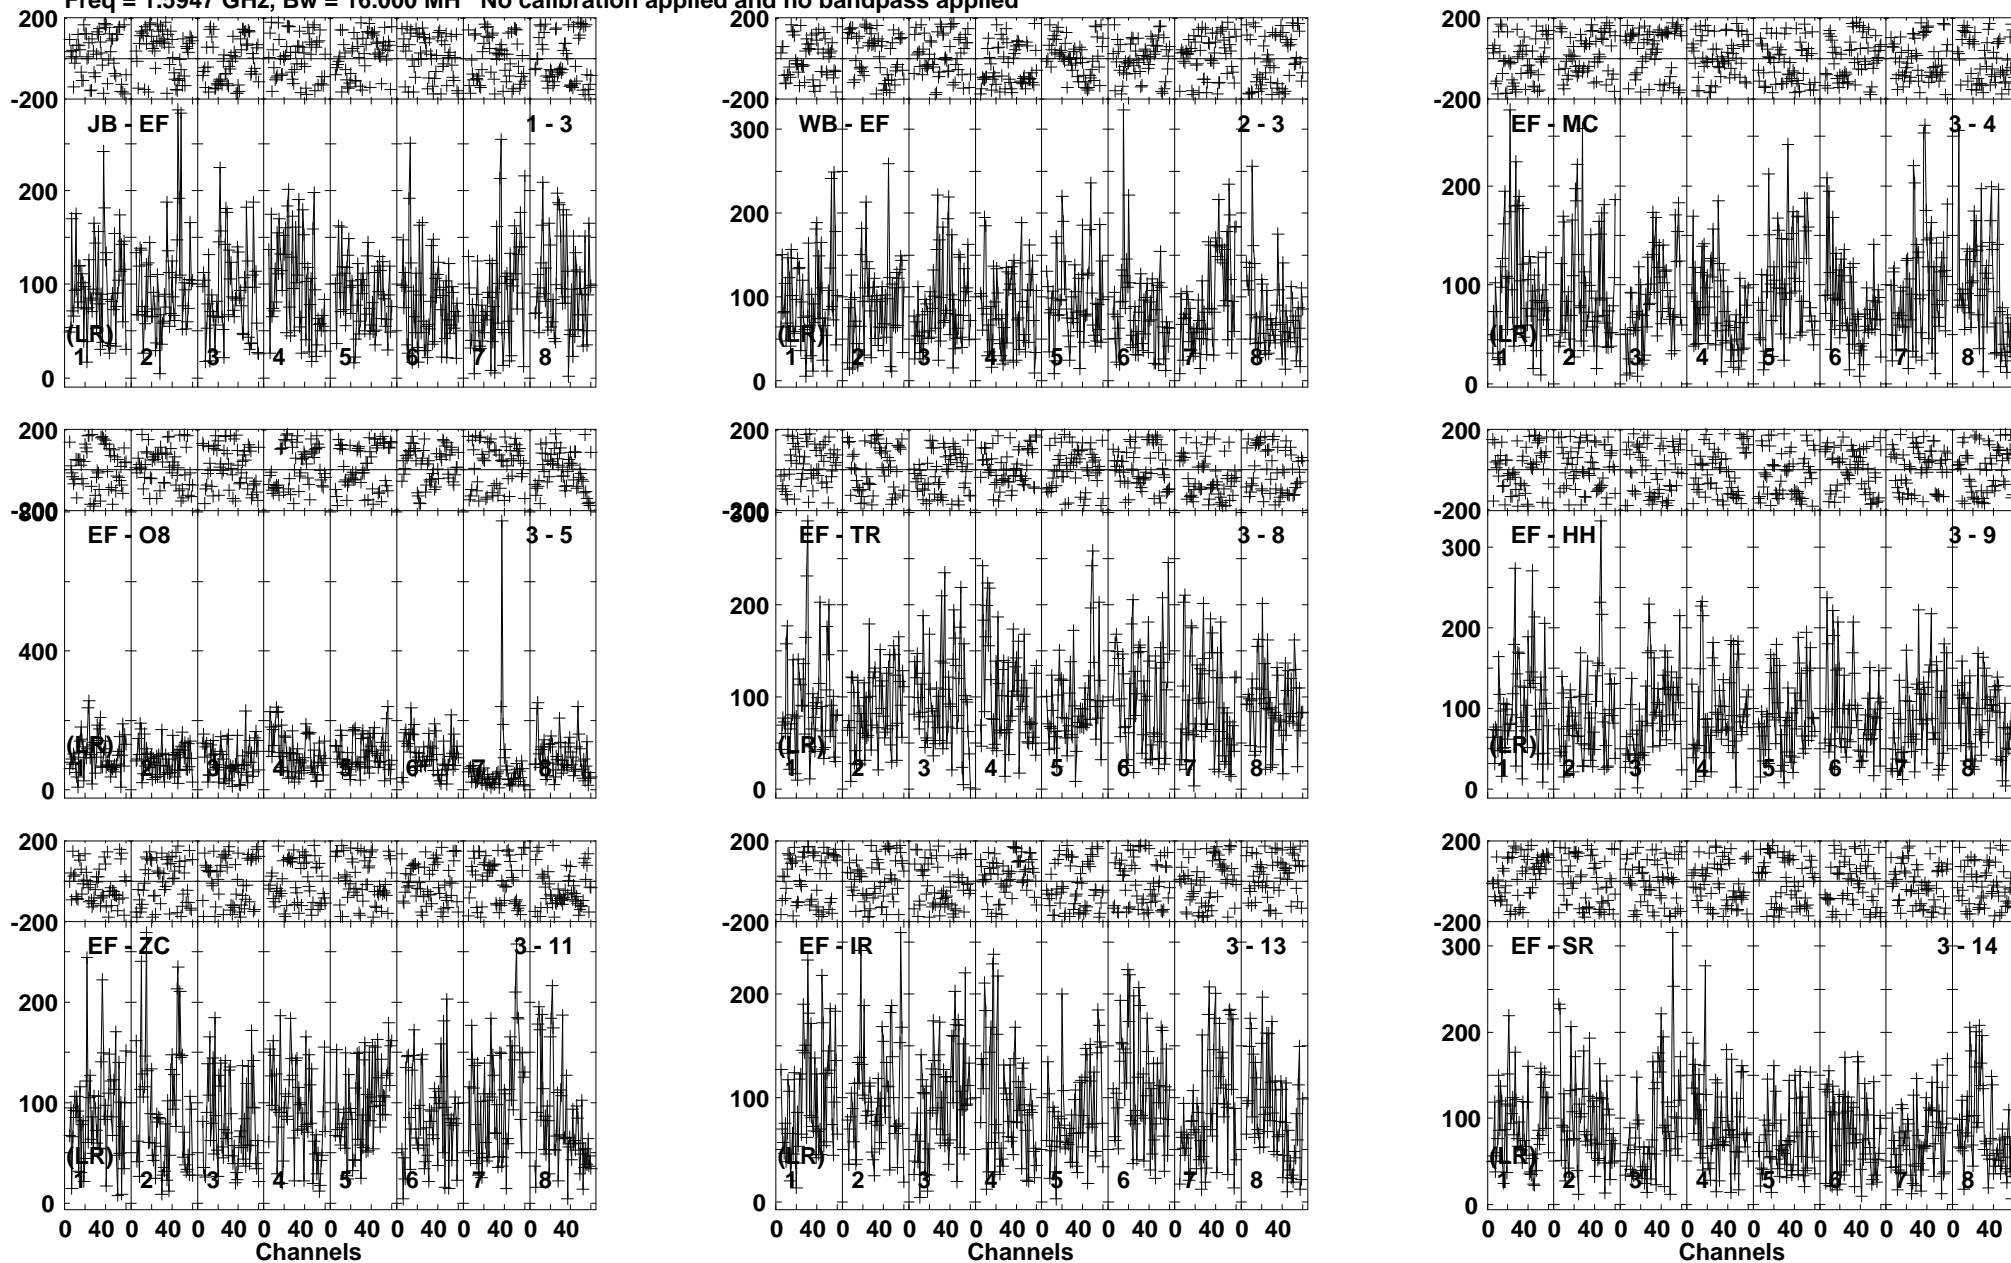 Freq = 1.5947 GHz, Bw = 16.000 MH No calibration applied and no bandpass applied
200
-200
JB - EF 1 - 3
200
100
0
(LR)
1 2 3 4 5 6 7 8
200
-200
WB - EF 2 - 3
300
200
100
0
(LR)
1 2 3 4 5 6 7 8
200
-200
EF - MC 3 - 4
200
100
0
(LR)
1 2 3 4 5 6 7 8
200
-200
800
EF - O8 3 - 5
400
0
(LR)
1 2 3 4 5 6 7 8
200
-200
300
EF - TR 3 - 8
200
100
0
(LR)
1 2 3 4 5 6 7 8
200
-200
EF - HH 3 - 9
300
200
100
0
(LR)
1 2 3 4 5 6 7 8
200
-200
EF - ZC 3 - 11
200
100
0
(LR)
1 2 3 4 5 6 7 8
0 40 0 40 0 40 0 40 0 40 0 40 0 40 0 40
Channels
200
-200
EF - IR 3 - 13
200
100
0
(LR)
1 2 3 4 5 6 7 8
0 40 0 40 0 40 0 40 0 40 0 40 0 40 0 40
Channels
200
-200
EF - SR 3 - 14
300
200
100
0
(LR)
1 2 3 4 5 6 7 8
0 40 0 40 0 40 0 40 0 40 0 40 0 40 0 40
Channels